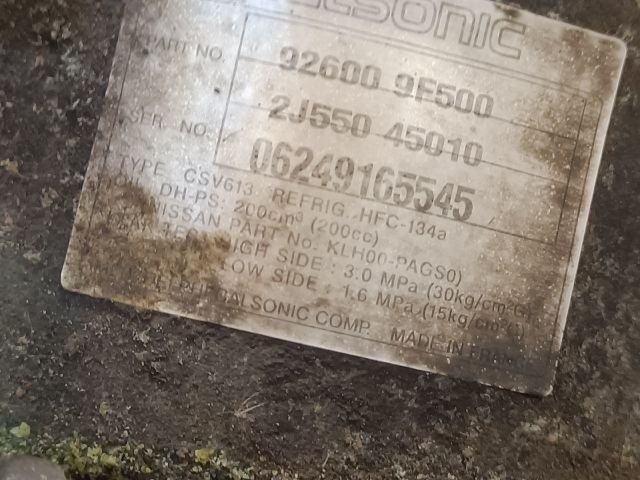 PART NO. 92600 9F500
2J550 45010
SER. NO. 06249165545
TYPE CSV613 REFRIG. HFC-134a
DH-PS: 200cm³ (200cc)
NISSAN PART No. KLH00-PAGS0)
HIGH SIDE : 3.0 MPa (30kg/cm²G)
LOW SIDE : 1.6 MPa (15kg/cm²G)
COMP. MADE IN